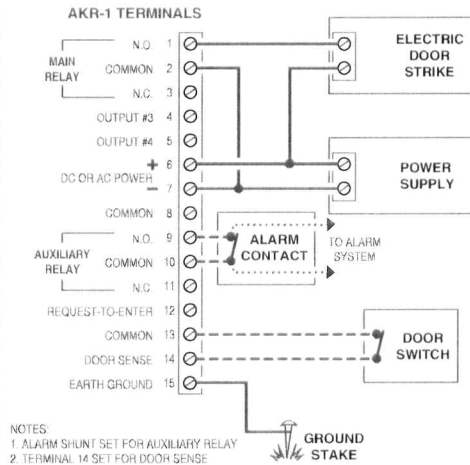 AKR-1 TERMINALS
MAIN
RELAY
N.O. 1
COMMON 2
N.C. 3
OUTPUT #3 4
OUTPUT #4 5
+ 6
DC OR AC POWER
– 7
COMMON 8
AUXILIARY
RELAY
N.O. 9
COMMON 10
N.C. 11
REQUEST-TO-ENTER 12
COMMON 13
DOOR SENSE 14
EARTH GROUND 15
ELECTRIC
DOOR
STRIKE
POWER
SUPPLY
ALARM
CONTACT
TO ALARM
SYSTEM
DOOR
SWITCH
GROUND
STAKE
NOTES:
1. ALARM SHUNT SET FOR AUXILIARY RELAY
2. TERMINAL 14 SET FOR DOOR SENSE